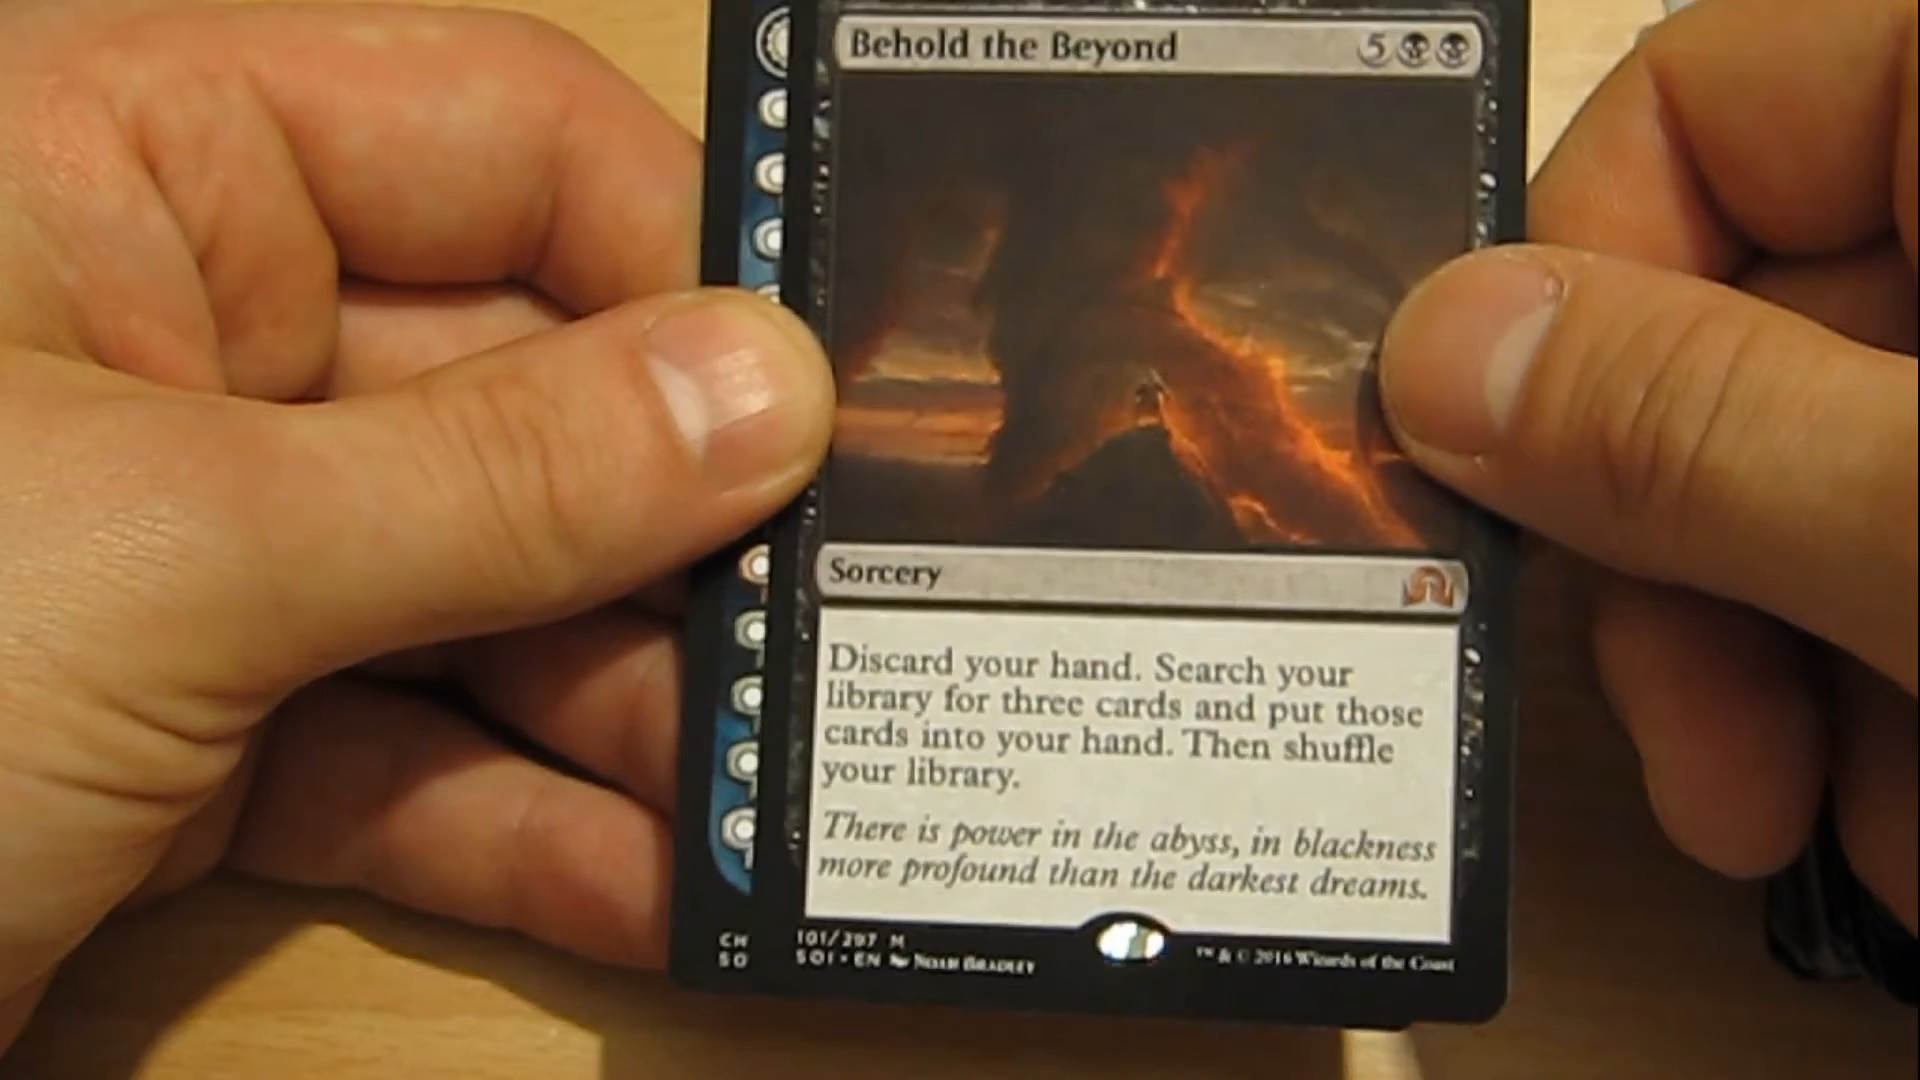 Behold the Beyond 5
Sorcery
Discard your hand. Search your
library for three cards and put those
cards into your hand. Then shuffle
your library.
There is power in the abyss, in blackness
more profound than the darkest dreams.
CH
SO
101/297 M
SOI • EN Noah Bradley
™ & © 2016 Wizards of the Coast